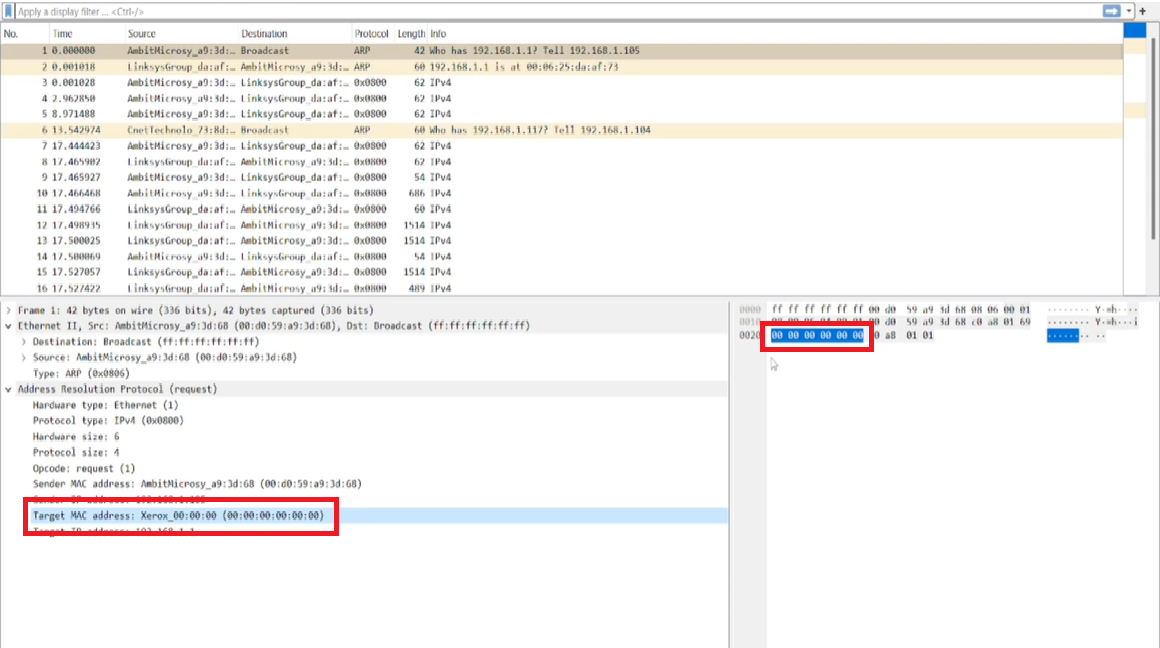 Apply a display filter ... <Ctrl-/>
No. Time Source Destination Protocol Length Info
1 0.000000 AmbitMicrosy_a9:3d:… Broadcast ARP 42 Who has 192.168.1.1? Tell 192.168.1.105
2 0.001018 LinksysGroup_da:af:… AmbitMicrosy_a9:3d:… ARP 60 192.168.1.1 is at 00:06:25:da:af:73
3 0.001028 AmbitMicrosy_a9:3d:… LinksysGroup_da:af:… 0x0800 62 IPv4
4 2.962850 AmbitMicrosy_a9:3d:… LinksysGroup_da:af:… 0x0800 62 IPv4
5 8.971488 AmbitMicrosy_a9:3d:… LinksysGroup_da:af:… 0x0800 62 IPv4
6 13.542974 CnetTechnolo_73:8d:… Broadcast ARP 60 Who has 192.168.1.117? Tell 192.168.1.104
7 17.444423 AmbitMicrosy_a9:3d:… LinksysGroup_da:af:… 0x0800 62 IPv4
8 17.465902 LinksysGroup_da:af:… AmbitMicrosy_a9:3d:… 0x0800 62 IPv4
9 17.465927 AmbitMicrosy_a9:3d:… LinksysGroup_da:af:… 0x0800 54 IPv4
10 17.466468 AmbitMicrosy_a9:3d:… LinksysGroup_da:af:… 0x0800 686 IPv4
11 17.494766 LinksysGroup_da:af:… AmbitMicrosy_a9:3d:… 0x0800 60 IPv4
12 17.498935 LinksysGroup_da:af:… AmbitMicrosy_a9:3d:… 0x0800 1514 IPv4
13 17.500025 LinksysGroup_da:af:… AmbitMicrosy_a9:3d:… 0x0800 1514 IPv4
14 17.500069 AmbitMicrosy_a9:3d:… LinksysGroup_da:af:… 0x0800 54 IPv4
15 17.527057 LinksysGroup_da:af:… AmbitMicrosy_a9:3d:… 0x0800 1514 IPv4
16 17.527422 LinksysGroup_da:af:… AmbitMicrosy_a9:3d:… 0x0800 489 IPv4
Frame 1: 42 bytes on wire (336 bits), 42 bytes captured (336 bits)
Ethernet II, Src: AmbitMicrosy_a9:3d:68 (00:d0:59:a9:3d:68), Dst: Broadcast (ff:ff:ff:ff:ff:ff)
Destination: Broadcast (ff:ff:ff:ff:ff:ff)
Source: AmbitMicrosy_a9:3d:68 (00:d0:59:a9:3d:68)
Type: ARP (0x0806)
Address Resolution Protocol (request)
Hardware type: Ethernet (1)
Protocol type: IPv4 (0x0800)
Hardware size: 6
Protocol size: 4
Opcode: request (1)
Sender MAC address: AmbitMicrosy_a9:3d:68 (00:d0:59:a9:3d:68)
Sender IP address: 192.168.1.105
Target MAC address: Xerox_00:00:00 (00:00:00:00:00:00)
Target IP address: 192.168.1.1
0000 ff ff ff ff ff ff 00 d0 59 a9 3d 68 08 06 00 01 ········ Y·=h····
0010 00 d0 59 a9 3d 68 c0 a8 01 69 ········ Y·=h···i
0020 00 00 00 00 00 00 a8 01 01 ········ ··